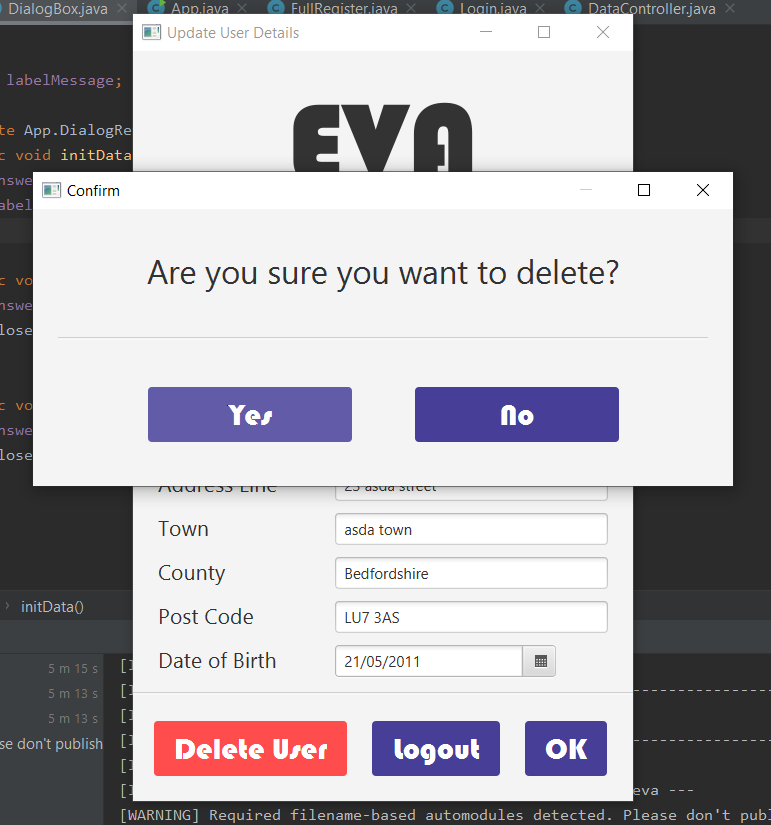 DialogBox.java App.java FullRegister.java Login.java DataController.java
Update User Details
labelMessage;
EVA
te App.DialogRe
c void initData
Confirm
nswe
abel
Are you sure you want to delete?
c vo
nswe
lose
Yes No
c vo
nswe
lose
Address Line 25 asda street
Town asda town
County Bedfordshire
initData()
Post Code LU7 3AS
Date of Birth 21/05/2011
5 m 15 s
5 m 13 s
5 m 13 s
se don't publish
Delete User Logout OK
eva ---
[WARNING] Required filename-based automodules detected. Please don't publ